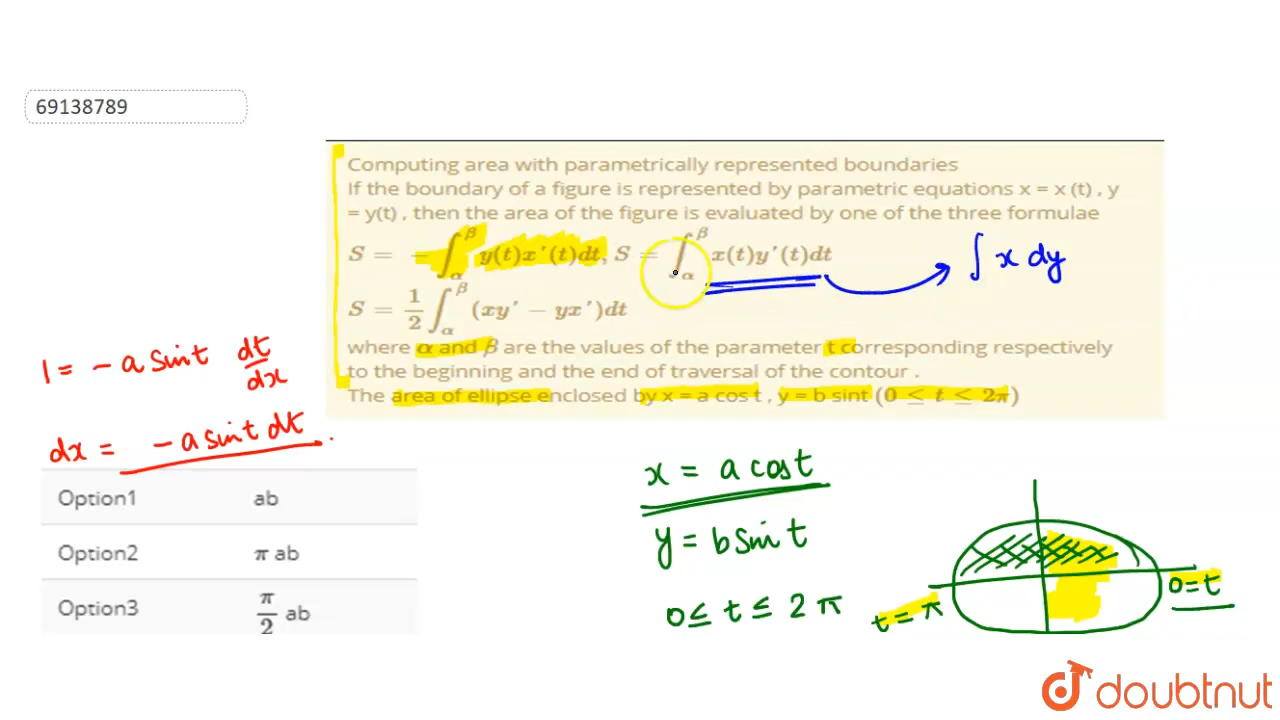 69138789
Computing area with parametrically represented boundaries
If the boundary of a figure is represented by parametric equations x = x (t) , y
= y(t) , then the area of the figure is evaluated by one of the three formulae
S = -∫_α^β y(t)x′(t)dt, S = ∫_α^β x(t)y′(t)dt
∫ x dy
S = 1/2 ∫_α^β (xy′ − yx′)dt
where α and β are the values of the parameter t corresponding respectively
to the beginning and the end of traversal of the contour .
The area of ellipse enclosed by x = a cos t , y = b sint (0 ≤ t ≤ 2π)
1 = - a sint dt/dx
dx = - a sint dt .
Option1 ab
Option2 π ab
Option3 π/2 ab
x = a cost
y = b sint
0 ≤ t ≤ 2π
t = π
0 = t
doubtnut